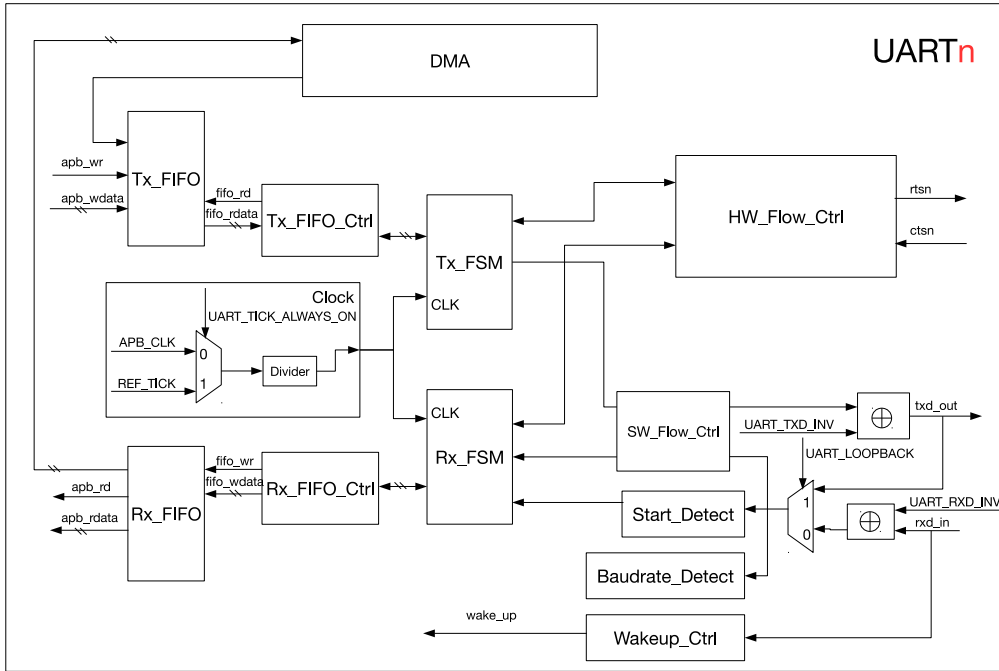 DMA
UARTn
apb_wr
apb_wdata
Tx_FIFO
fifo_rd
fifo_rdata
Tx_FIFO_Ctrl
Tx_FSM
CLK
HW_Flow_Ctrl
rtsn
ctsn
Clock
UART_TICK_ALWAYS_ON
APB_CLK
0
REF_TICK
1
Divider
CLK
Rx_FSM
SW_Flow_Ctrl
UART_TXD_INV
txd_out
UART_LOOPBACK
Rx_FIFO
fifo_wr
fifo_wdata
Rx_FIFO_Ctrl
apb_rd
apb_rdata
Start_Detect
1
0
UART_RXD_INV
rxd_in
Baudrate_Detect
wake_up
Wakeup_Ctrl